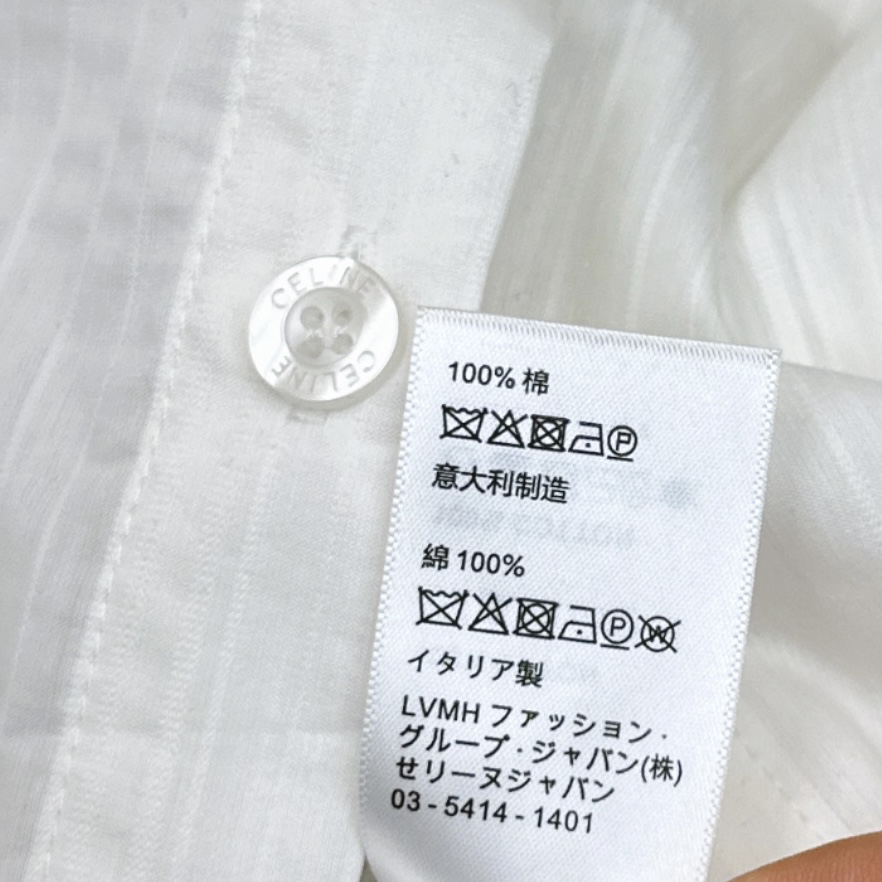 CELINE
CELINE
100% 棉
P
意大利制造
綿 100%
P W
イタリア製
LVMH ファッション・
グループ・ジャパン(株)
せリーヌジャパン
03 - 5414 - 1401